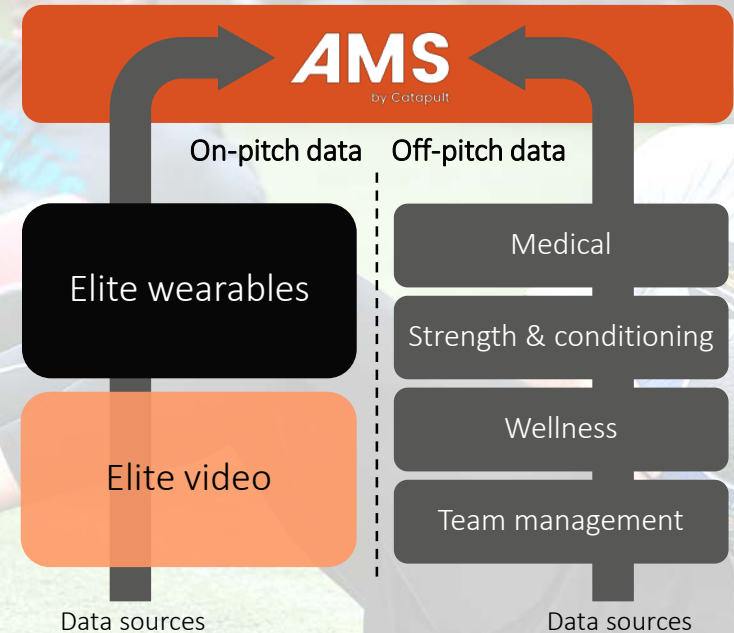 AMS
by Catapult
On-pitch data
Off-pitch data
Elite wearables
Elite video
Medical
Strength & conditioning
Wellness
Team management
Data sources
Data sources